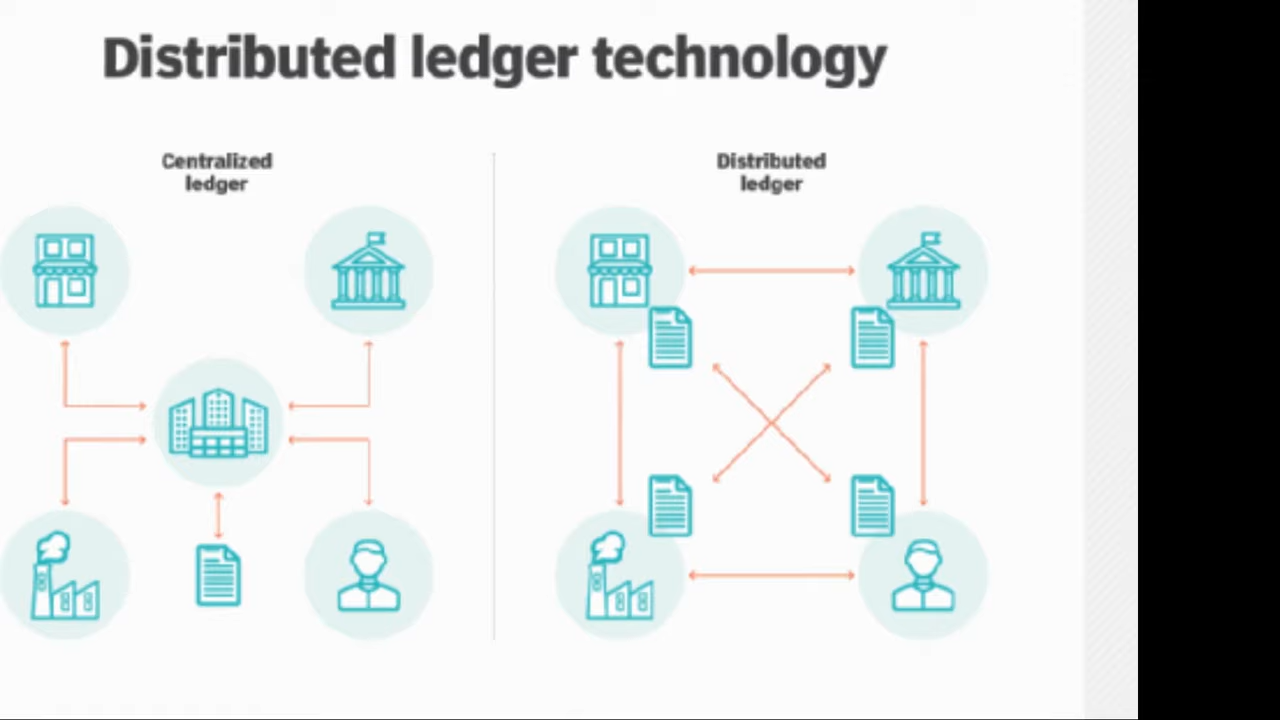 Distributed ledger technology
Centralized
ledger
Distributed
ledger